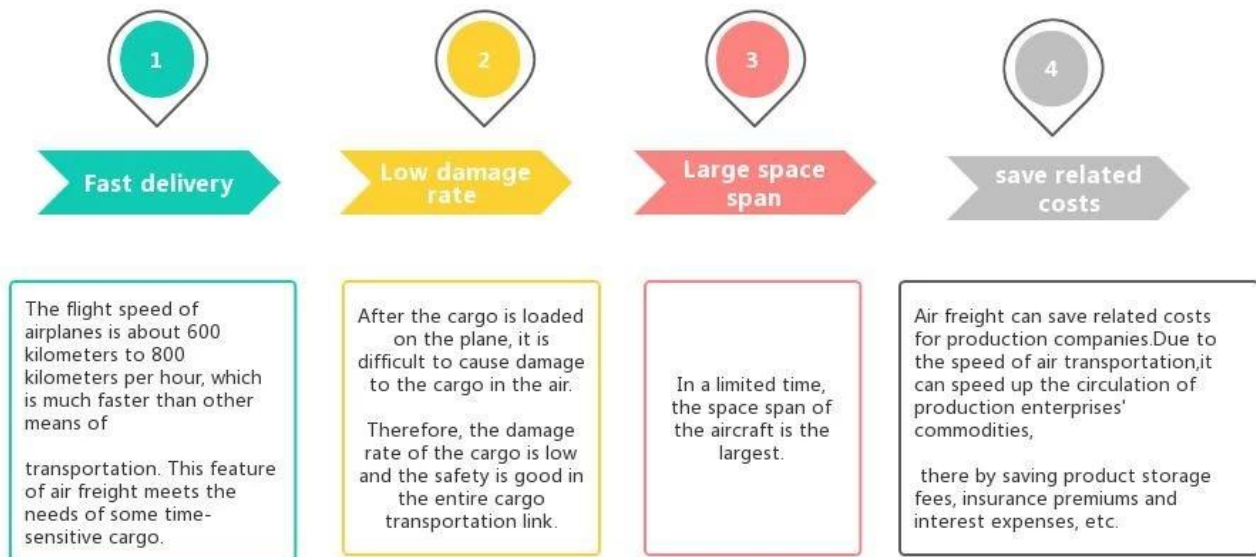 1
Fast delivery
The flight speed of
airplanes is about 600
kilometers to 800
kilometers per hour, which
is much faster than other
means of
transportation. This feature
of air freight meets the
needs of some time-
sensitive cargo.
2
Low damage
rate
After the cargo is loaded
on the plane, it is
difficult to cause damage
to the cargo in the air.
Therefore, the damage
rate of the cargo is low
and the safety is good in
the entire cargo
transportation link.
3
Large space
span
In a limited time,
the space span of
the aircraft is the
largest.
4
save related
costs
Air freight can save related costs
for production companies.Due to
the speed of air transportation,it
can speed up the circulation of
production enterprises'
commodities,
there by saving product storage
fees, insurance premiums and
interest expenses, etc.